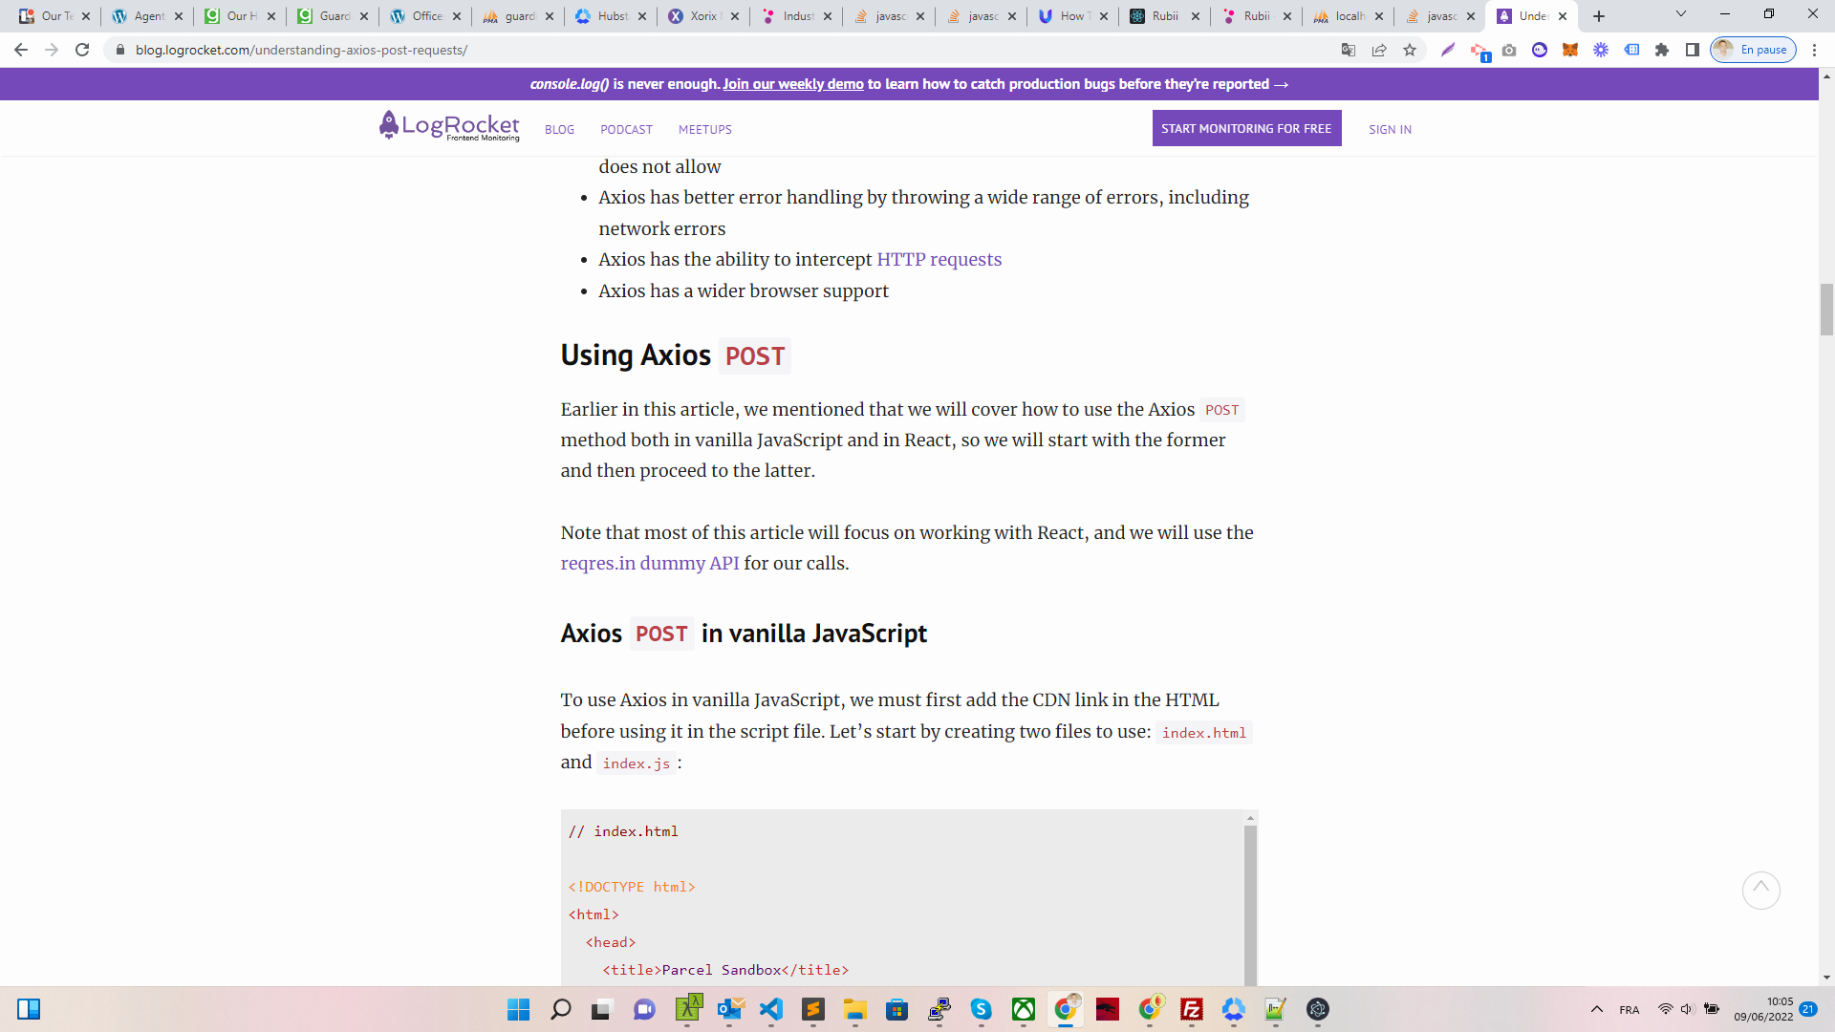 Our Te
Agent
Our H
Guard
Office
guard
Hubst
Xorix M
Indust
javasc
javasc
How T
Rubii
Rubii
localh
javasc
Under
blog.logrocket.com/understanding-axios-post-requests/
1
En pause
console.log() is never enough. Join our weekly demo to learn how to catch production bugs before they're reported →
LogRocket
Frontend Monitoring
BLOG
PODCAST
MEETUPS
START MONITORING FOR FREE
SIGN IN
does not allow
• Axios has better error handling by throwing a wide range of errors, including
network errors
• Axios has the ability to intercept HTTP requests
• Axios has a wider browser support
Using Axios POST
Earlier in this article, we mentioned that we will cover how to use the Axios POST
method both in vanilla JavaScript and in React, so we will start with the former
and then proceed to the latter.
Note that most of this article will focus on working with React, and we will use the
reqres.in dummy API for our calls.
Axios POST in vanilla JavaScript
To use Axios in vanilla JavaScript, we must first add the CDN link in the HTML
before using it in the script file. Let’s start by creating two files to use: index.html
and index.js :
// index.html
<!DOCTYPE html>
<html>
<head>
<title>Parcel Sandbox</title>
FRA
10:05
09/06/2022
21